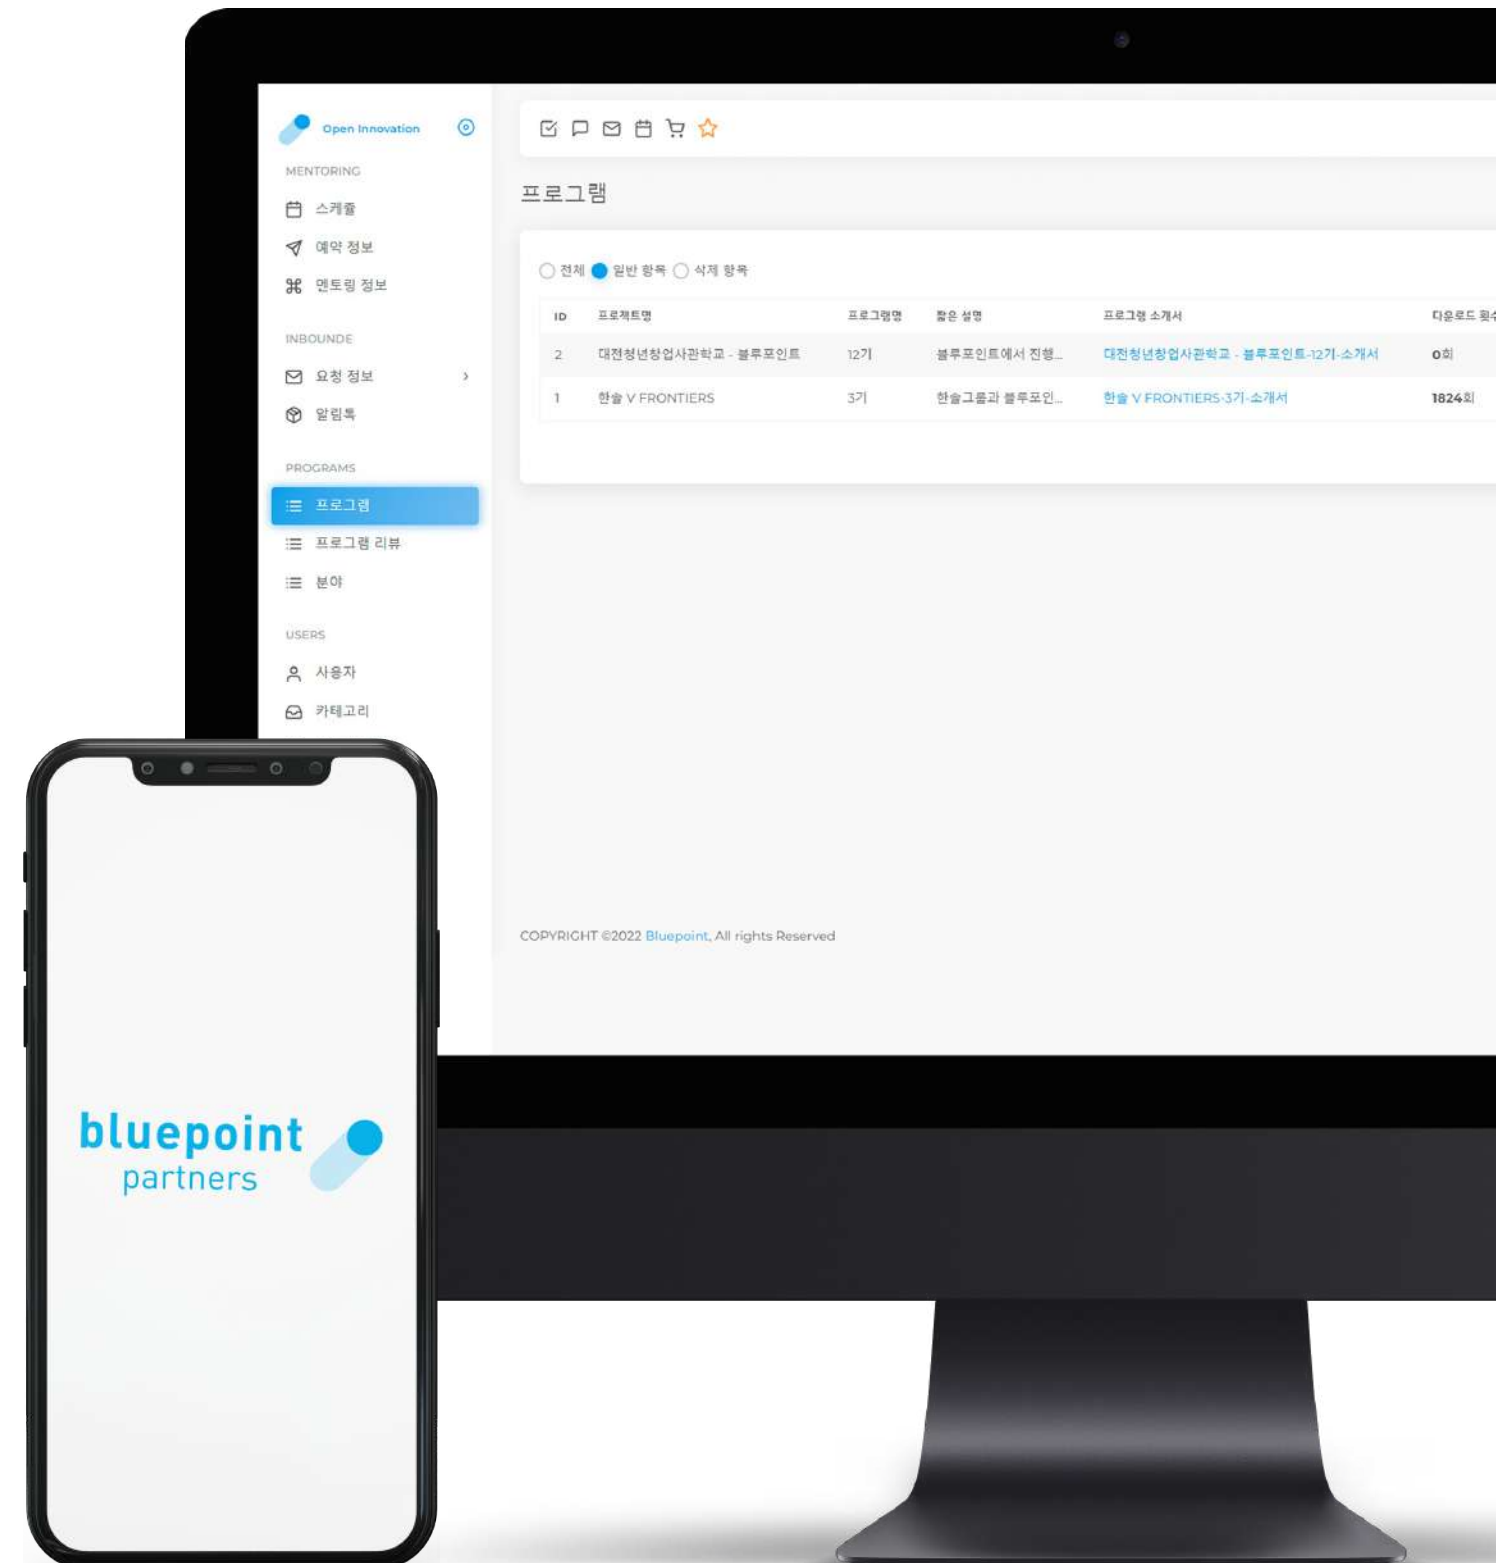 Open Innovation
MENTORING
스케쥴
예약 정보
멘토링 정보
INBOUNDE
요청 정보
알림톡
PROGRAMS
프로그램
프로그램 리뷰
분야
USERS
사용자
카테고리
프로그램
전체 일반 항목 삭제 항목
ID 프로젝트명 프로그램명 짧은 설명 프로그램 소개서 다운로드 횟수
2 대전청년창업사관학교 - 블루포인트 12기 블루포인트에서 진행... 대전청년창업사관학교 - 블루포인트-12기-소개서 0회
1 한솔 V FRONTIERS 3기 한솔그룹과 블루포인... 한솔 V FRONTIERS-3기-소개서 1824회
COPYRIGHT ©2022 Bluepoint, All rights Reserved
bluepoint
partners